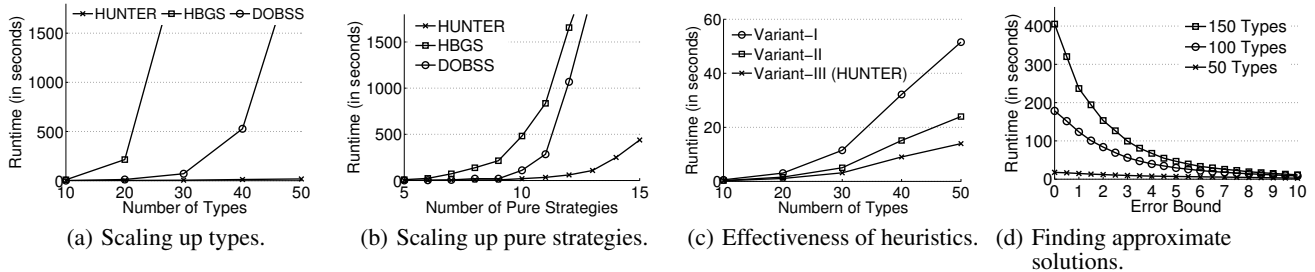 HUNTER HBGS DOBSS
Runtime (in seconds)
1500
1000
500
0
10 20 30 40 50
Number of Types
(a) Scaling up types.
Runtime (in seconds)
1500
1000
500
0
HUNTER
HBGS
DOBSS
5 10 15
Number of Pure Strategies
(b) Scaling up pure strategies.
Runtime (in seconds)
60
40
20
0
Variant-I
Variant-II
Variant-III (HUNTER)
10 20 30 40 50
Numbern of Types
(c) Effectiveness of heuristics.
Runtime (in seconds)
400
300
200
100
0
150 Types
100 Types
50 Types
0 1 2 3 4 5 6 7 8 9 10
Error Bound
(d) Finding approximate
solutions.